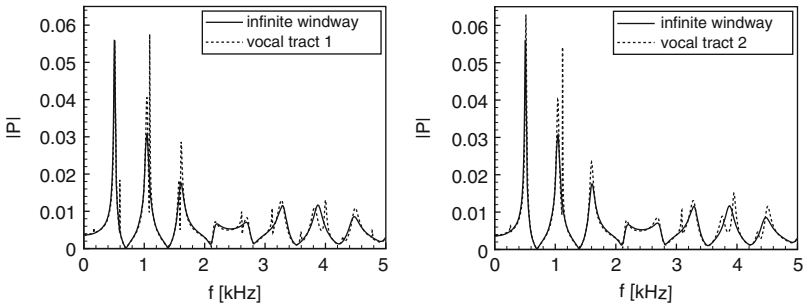 infinite windway
vocal tract 1
|P|
0.06
0.05
0.04
0.03
0.02
0.01
0
0 1 2 3 4 5
f [kHz]
infinite windway
vocal tract 2
|P|
0.06
0.05
0.04
0.03
0.02
0.01
0
0 1 2 3 4 5
f [kHz]